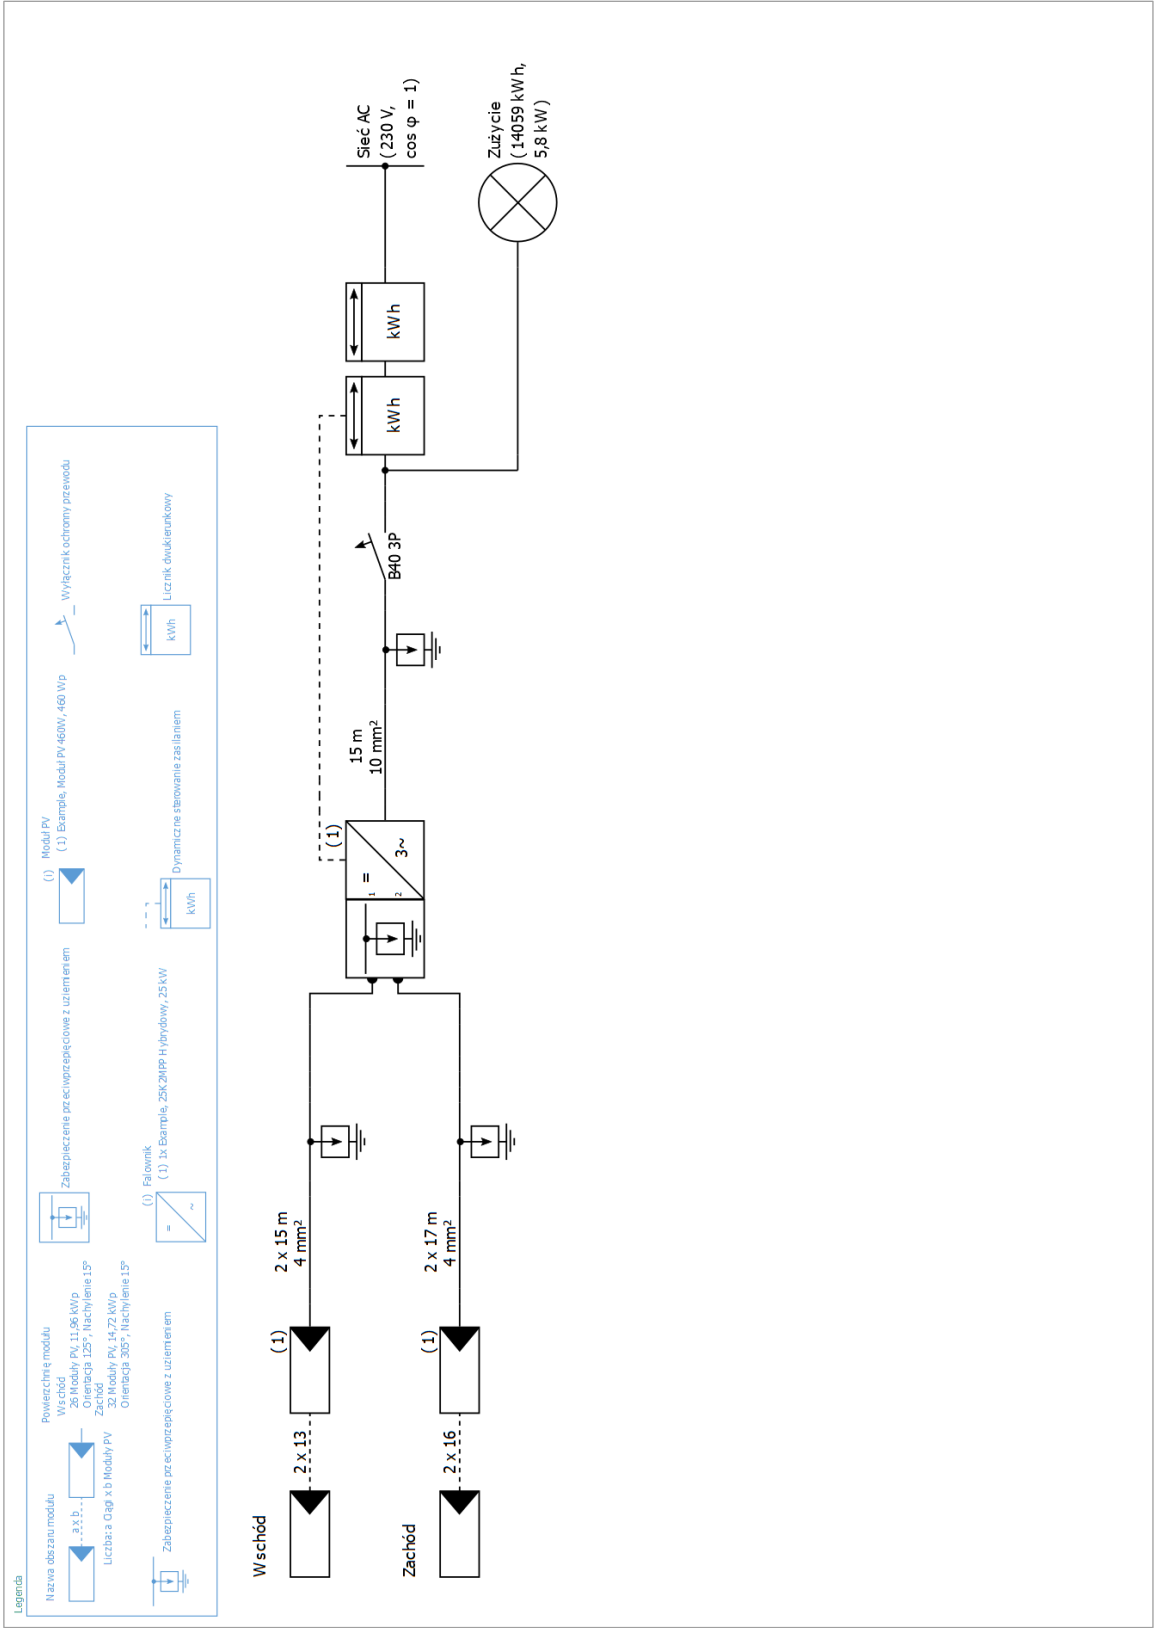 Legenda
Nazwa obszaru modułu
a x b
Liczba: a Ciągi x b Moduły PV
Powierzchnię modułu
Wschód
26 Moduły PV, 11,96 kWp
Orientacja 125°, Nachylenie 15°
Zachód
32 Moduły PV, 14,72 kWp
Orientacja 305°, Nachylenie 15°
Zabezpieczenie przeciwprzepięciowe z uziemieniem
(i) Moduł PV
(1) Example, Moduł PV 460W, 460 Wp
Wyłącznik ochronny przewodu
Zabezpieczenie przeciwprzepięciowe z uziemieniem
(i) Falownik
(1) 1x Example, 25K 2MPP Hybrydowy, 25 kW
=
~
kWh
Dynamiczne sterowanie zasilaniem
kWh
Licznik dwukierunkowy
Wschód
2 x 13
(1)
2 x 15 m
4 mm²
Zachód
2 x 16
(1)
2 x 17 m
4 mm²
(1)
=
1
2
3~
15 m
10 mm²
B40 3P
kWh
kWh
Sieć AC
(230 V,
cos φ = 1)
Zużycie
(14059 kWh,
5,8 kW)